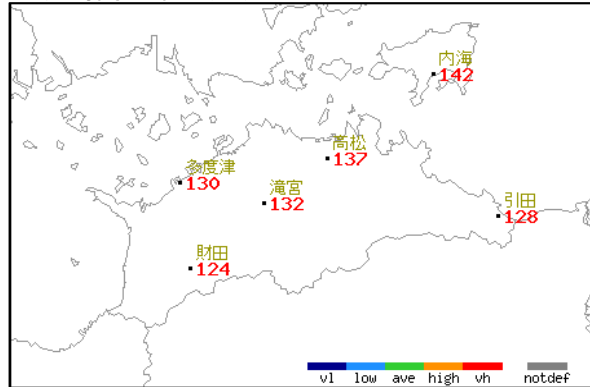 内海
142
高松
137
多度津
130
滝宮
132
引田
128
財田
124
vl low ave high vh notdef